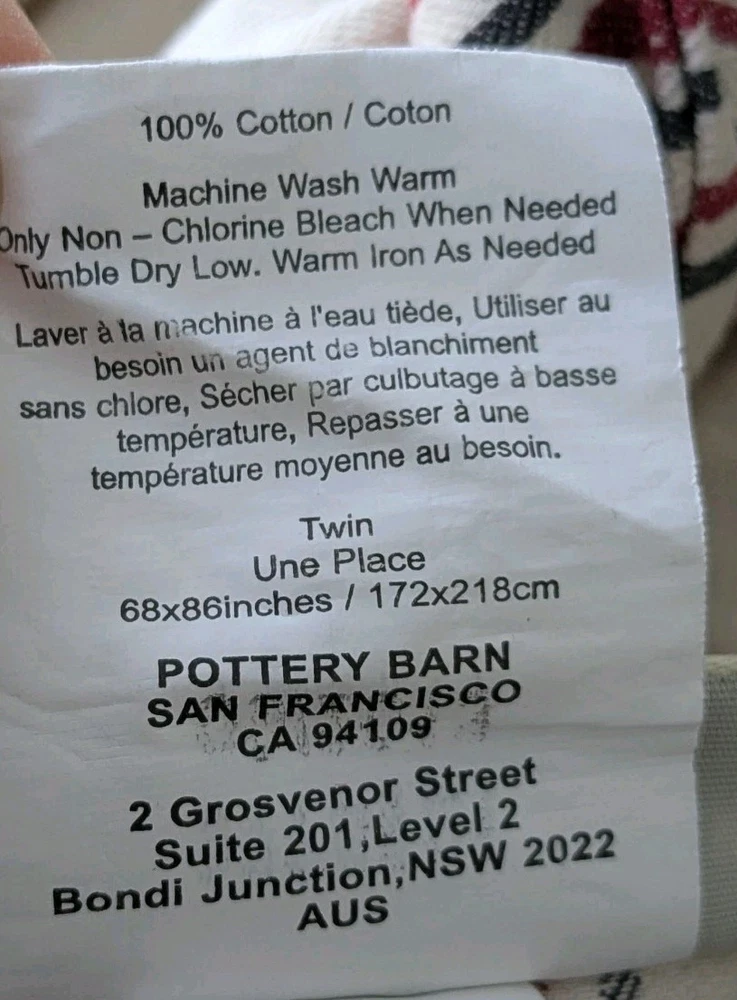 100% Cotton / Coton
Machine Wash Warm
Only Non – Chlorine Bleach When Needed
Tumble Dry Low. Warm Iron As Needed
Laver à la machine à l'eau tiède, Utiliser au
besoin un agent de blanchiment
sans chlore, Sécher par culbutage à basse
température, Repasser à une
température moyenne au besoin.
Twin
Une Place
68x86inches / 172x218cm
POTTERY BARN
SAN FRANCISCO
CA 94109
2 Grosvenor Street
Suite 201,Level 2
Bondi Junction,NSW 2022
AUS